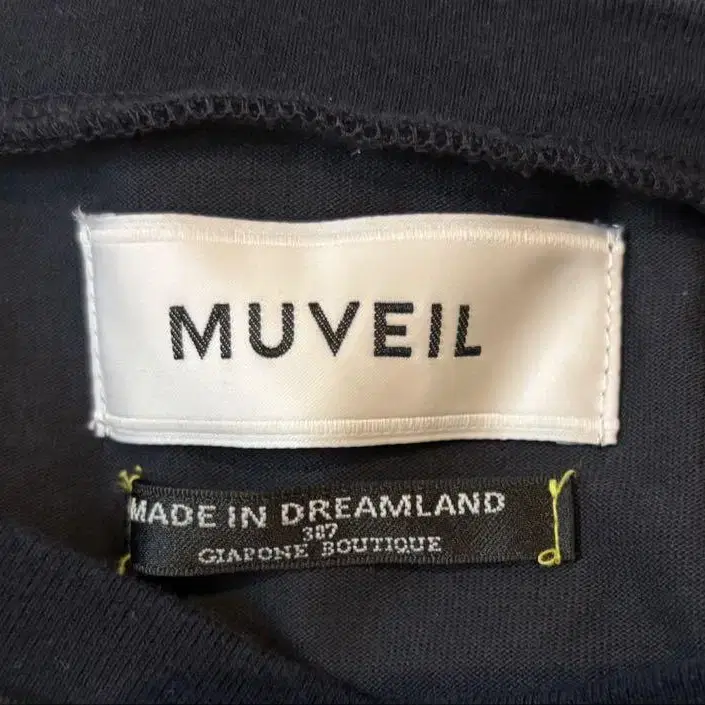 MUVEIL
MADE IN DREAMLAND
387
GIAPONE BOUTIQUE